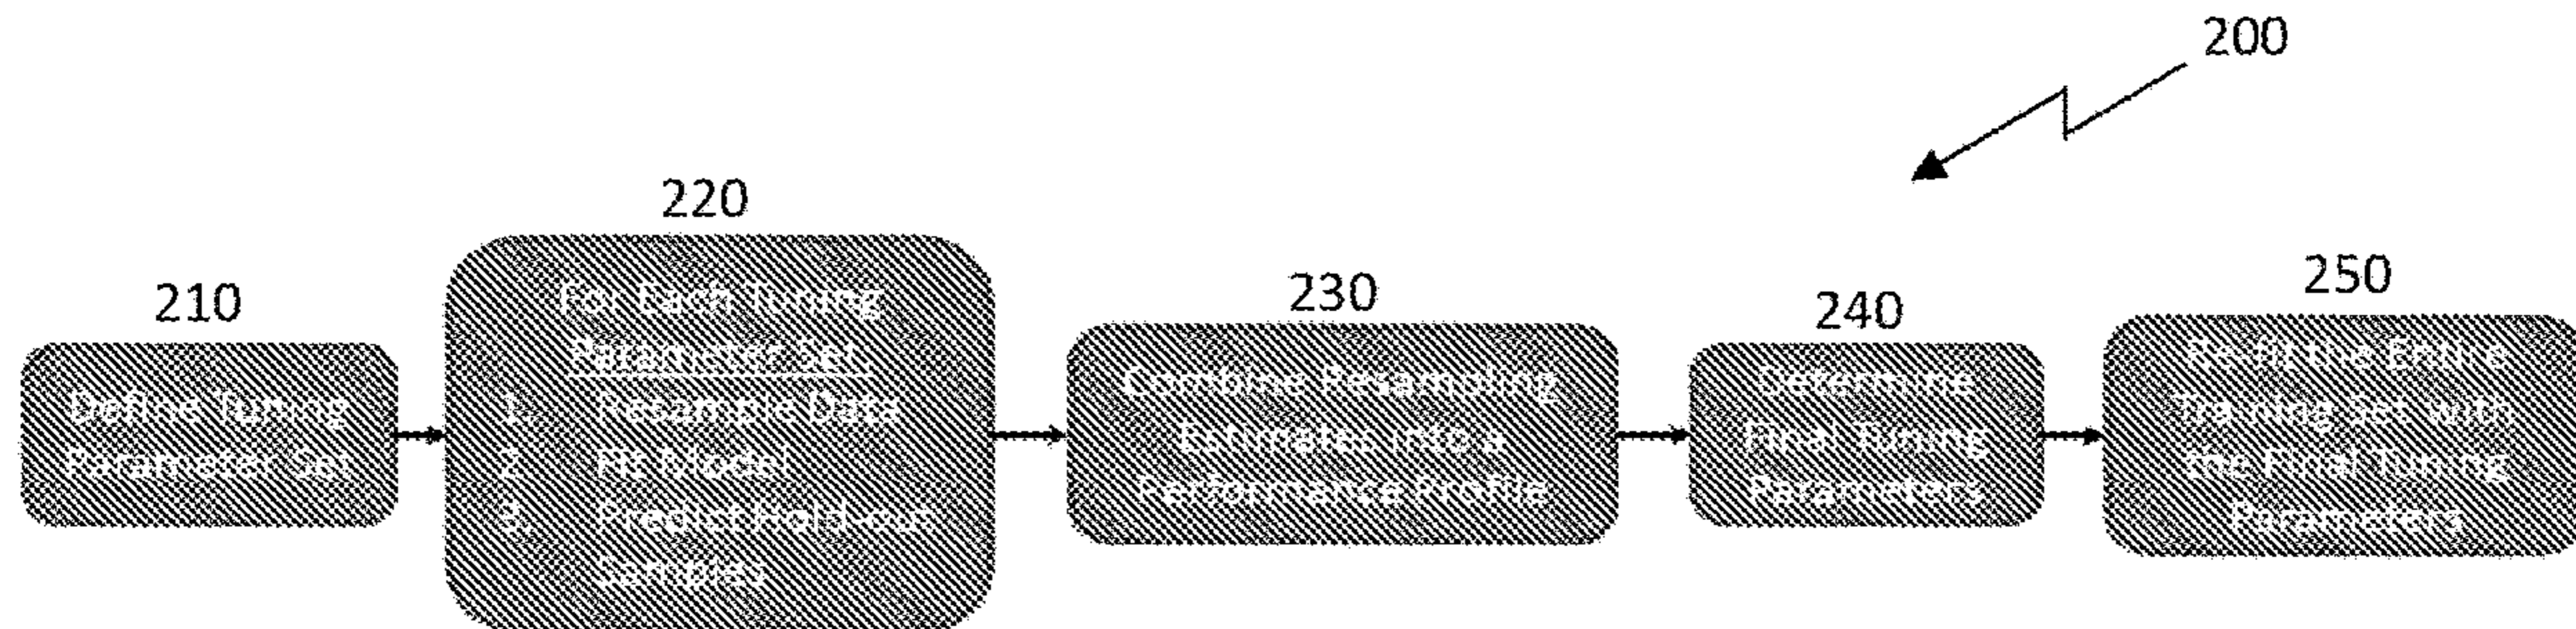 200
210
Define Tuning
Parameter Set
220
For Each Tuning
Parameter Set
1. Resample Data
2. Fit Model
3. Predict Hold-out
Samples
230
Combine Resampling
Estimates into a
Performance Profile
240
Determine
Final Tuning
Parameters
250
Re-fit the Entire
Training Set with
the Final Tuning
Parameters